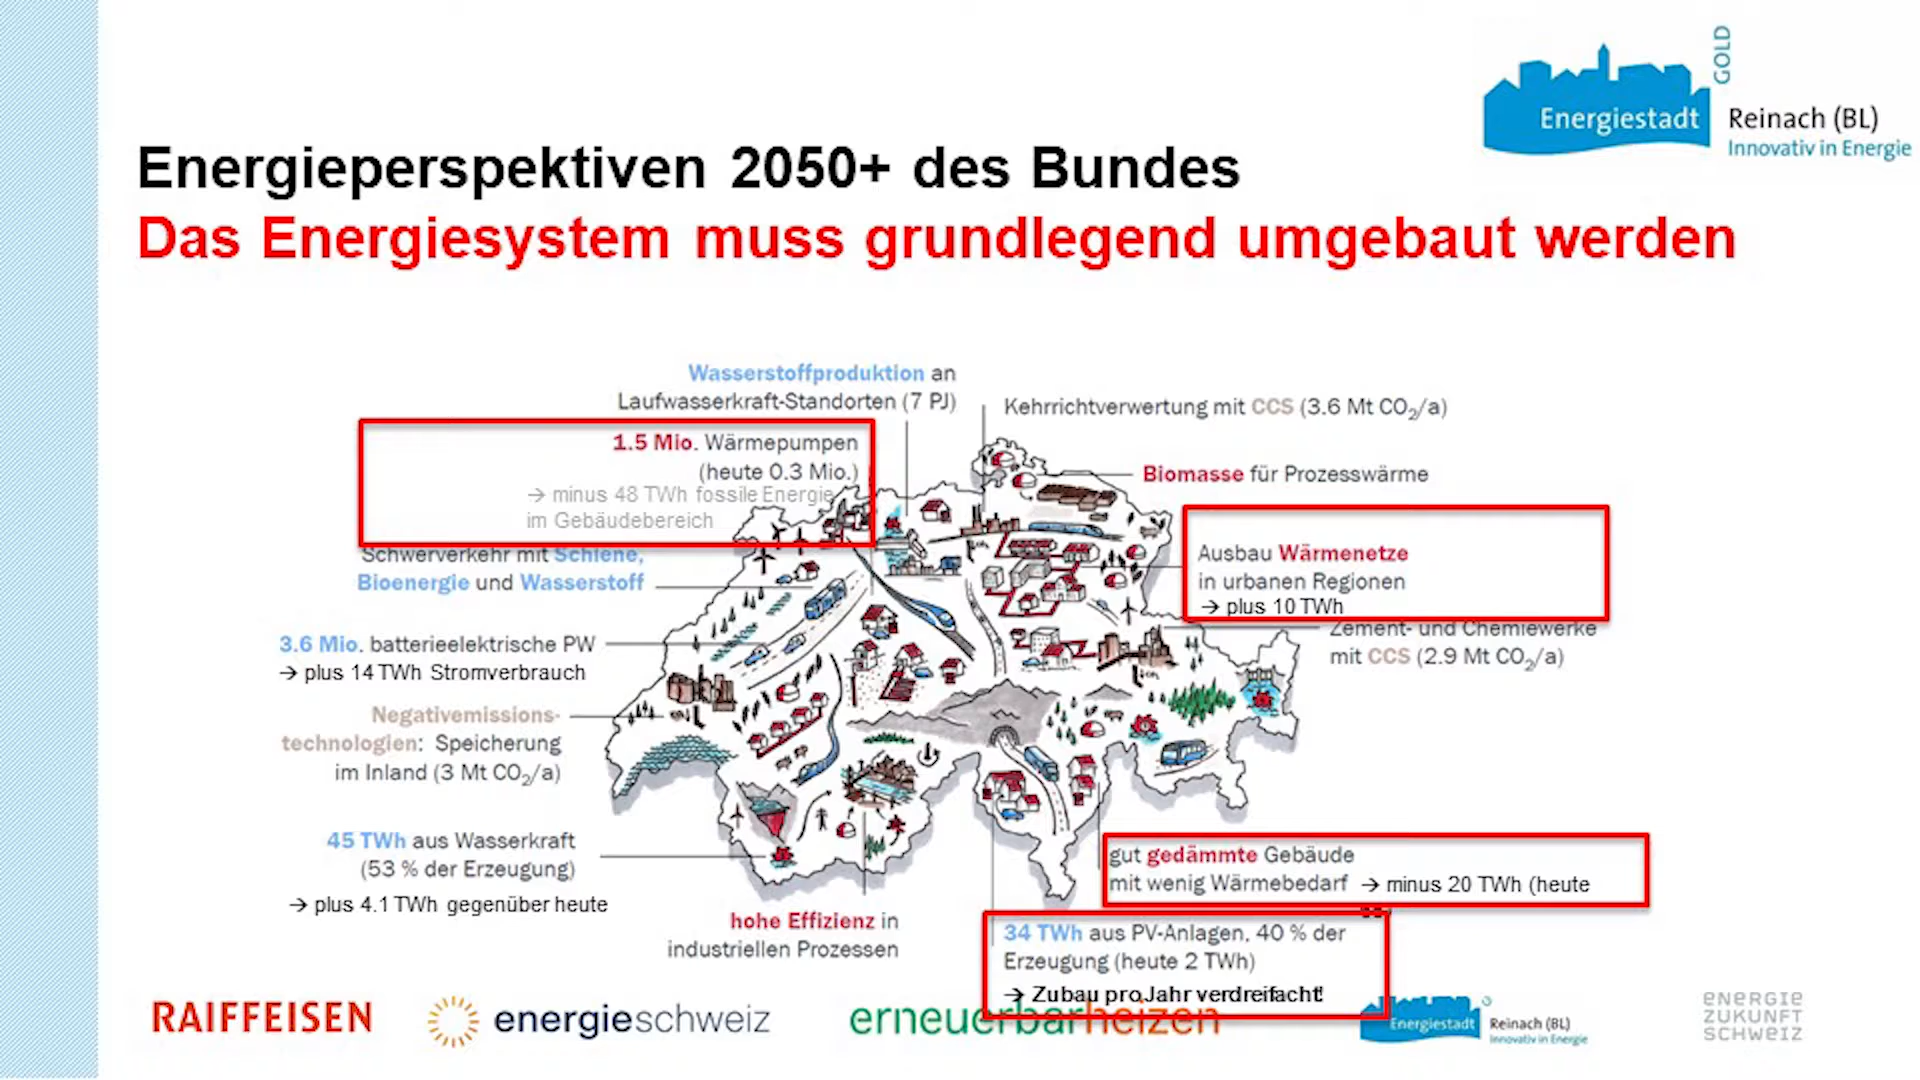 GOLD
Energiestadt
Reinach (BL)
Innovativ in Energie
Energieperspektiven 2050+ des Bundes
Das Energiesystem muss grundlegend umgebaut werden
Wasserstoffproduktion an
Laufwasserkraft-Standorten (7 PJ)
Kehrrichtverwertung mit CCS (3.6 Mt CO₂/a)
1.5 Mio. Wärmepumpen
(heute 0.3 Mio.)
→ minus 48 TWh fossile Energie
im Gebäudebereich
Biomasse für Prozesswärme
Schwerverkehr mit Schiene,
Bioenergie und Wasserstoff
Ausbau Wärmenetze
in urbanen Regionen
→ plus 10 TWh
Zement- und Chemiewerke
mit CCS (2.9 Mt CO₂/a)
3.6 Mio. batterieelektrische PW
→ plus 14 TWh Stromverbrauch
Negativemissions-
technologien: Speicherung
im Inland (3 Mt CO₂/a)
45 TWh aus Wasserkraft
(53 % der Erzeugung)
→ plus 4.1 TWh gegenüber heute
hohe Effizienz in
industriellen Prozessen
gut gedämmte Gebäude
mit wenig Wärmebedarf → minus 20 TWh (heute
34 TWh aus PV-Anlagen, 40 % der
Erzeugung (heute 2 TWh)
→ Zubau pro Jahr verdreifacht!
RAIFFEISEN
energieschweiz
erneuerbarheizen
Energiestadt
Reinach (BL)
Innovativ in Energie
ENERGIE
ZUKUNFT
SCHWEIZ